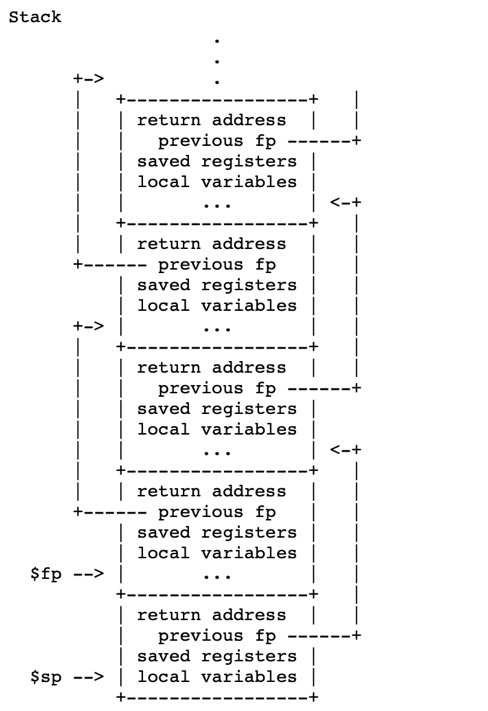 Stack
                   .
                   .
      +->          .
      |   +-----------------+   |
      |   | return address  |   |
      |   |   previous fp ------+
      |   | saved registers |
      |   | local variables |
      |   |       ...       | <-+
      |   +-----------------+   |
      |   | return address  |   |
      +------ previous fp   |   |
          | saved registers |   |
          | local variables |   |
      +-> |       ...       |   |
      |   +-----------------+   |
      |   | return address  |   |
      |   |   previous fp ------+
      |   | saved registers |
      |   | local variables |
      |   |       ...       | <-+
      |   +-----------------+   |
      |   | return address  |   |
      +------ previous fp   |   |
          | saved registers |   |
          | local variables |   |
  $fp --> |       ...       |   |
          +-----------------+   |
          | return address  |   |
          |   previous fp ------+
          | saved registers |
  $sp --> | local variables |
          +-----------------+